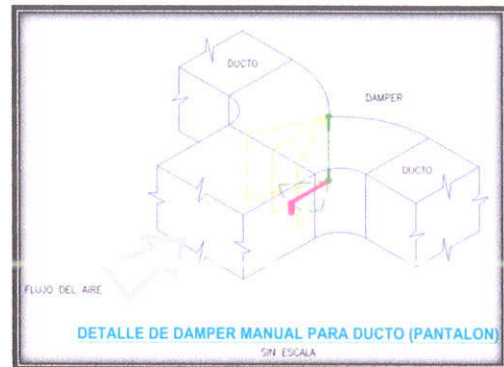 DUCTO
DAMPER
DUCTO
FLUJO DEL AIRE
DETALLE DE DAMPER MANUAL PARA DUCTO (PANTALON)
SIN ESCALA